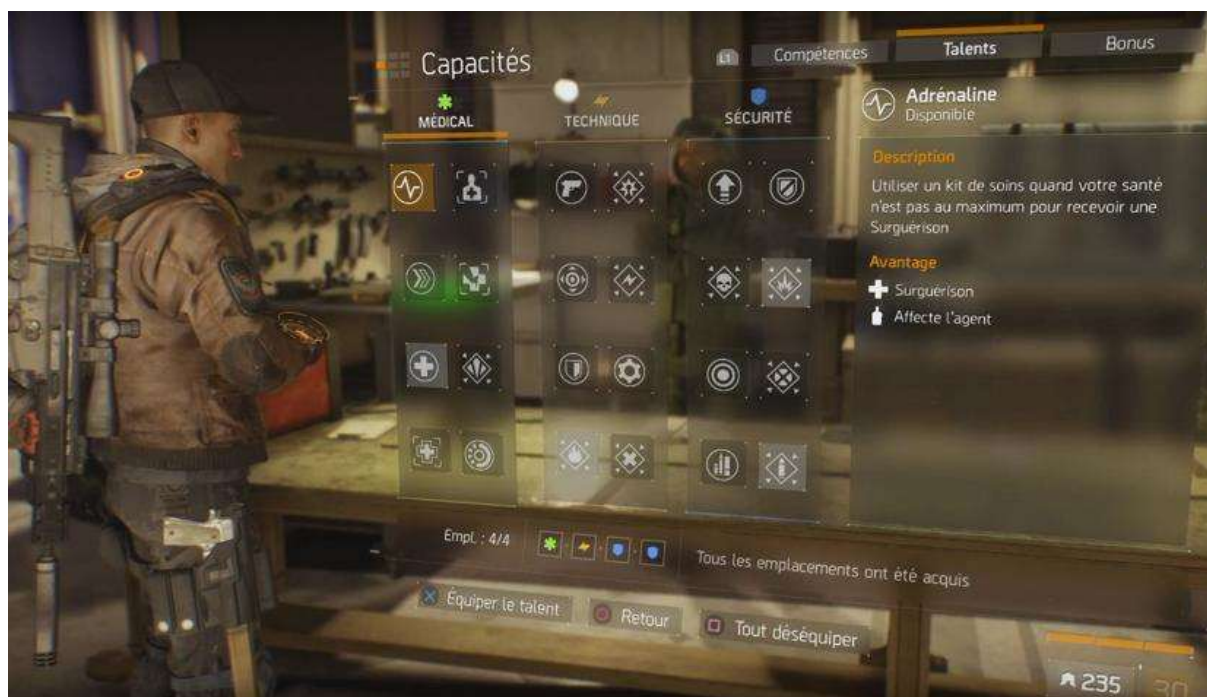 Capacités
L1
Compétences
Talents
Bonus
MÉDICAL
TECHNIQUE
SÉCURITÉ
Adrénaline
Disponible
Description
Utiliser un kit de soins quand votre santé
n'est pas au maximum pour recevoir une
Surguérison
Avantage
Surguérison
Affecte l'agent
Empl. : 4/4
Tous les emplacements ont été acquis
Équiper le talent
Retour
Tout déséquiper
235
30